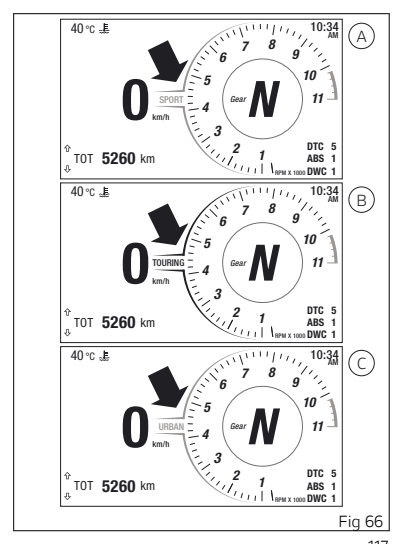 40 °C 10:34 AM A
7 8 9
6 10
5 11
0 SPORT 4 Gear N
km/h 3
2 1
RPM X 1000
DTC 5
ABS 1
DWC 1
TOT 5260 km
40 °C 10:34 AM B
7 8 9
6 10
5 11
0 TOURING 4 Gear N
km/h 3
2 1
RPM X 1000
DTC 5
ABS 1
DWC 1
TOT 5260 km
40 °C 10:34 AM C
7 8 9
6 10
5 11
0 URBAN 4 Gear N
km/h 3
2 1
RPM X 1000
DTC 5
ABS 1
DWC 1
TOT 5260 km
Fig 66
117